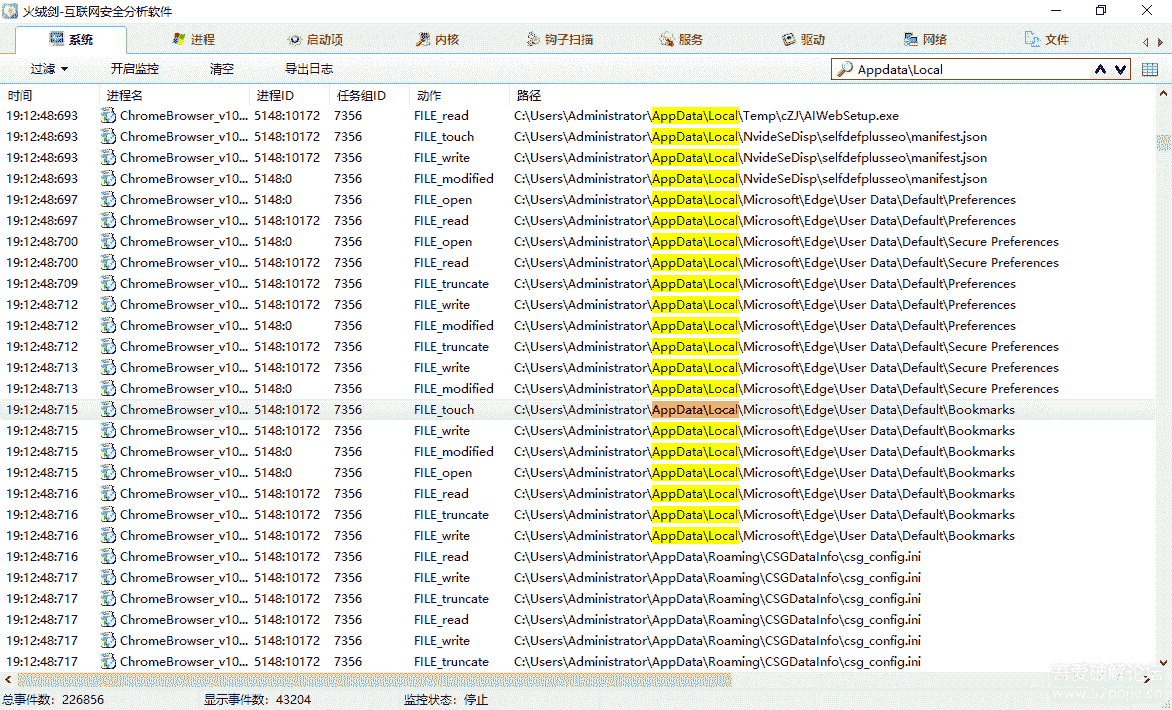 火绒剑-互联网安全分析软件
系统 进程 启动项 内核 钩子扫描 服务 驱动 网络 文件
过滤 开启监控 清空 导出日志 Appdata\Local
时间 进程名 进程ID 任务组ID 动作 路径
19:12:48:693 ChromeBrowser_v10... 5148:10172 7356 FILE_read C:\Users\Administrator\AppData\Local\Temp\cZJ\AIWebSetup.exe
19:12:48:693 ChromeBrowser_v10... 5148:10172 7356 FILE_touch C:\Users\Administrator\AppData\Local\NvideSeDisp\selfdefplusseo\manifest.json
19:12:48:693 ChromeBrowser_v10... 5148:10172 7356 FILE_write C:\Users\Administrator\AppData\Local\NvideSeDisp\selfdefplusseo\manifest.json
19:12:48:693 ChromeBrowser_v10... 5148:0 7356 FILE_modified C:\Users\Administrator\AppData\Local\NvideSeDisp\selfdefplusseo\manifest.json
19:12:48:697 ChromeBrowser_v10... 5148:0 7356 FILE_open C:\Users\Administrator\AppData\Local\Microsoft\Edge\User Data\Default\Preferences
19:12:48:697 ChromeBrowser_v10... 5148:10172 7356 FILE_read C:\Users\Administrator\AppData\Local\Microsoft\Edge\User Data\Default\Preferences
19:12:48:700 ChromeBrowser_v10... 5148:0 7356 FILE_open C:\Users\Administrator\AppData\Local\Microsoft\Edge\User Data\Default\Secure Preferences
19:12:48:700 ChromeBrowser_v10... 5148:10172 7356 FILE_read C:\Users\Administrator\AppData\Local\Microsoft\Edge\User Data\Default\Secure Preferences
19:12:48:709 ChromeBrowser_v10... 5148:10172 7356 FILE_truncate C:\Users\Administrator\AppData\Local\Microsoft\Edge\User Data\Default\Preferences
19:12:48:712 ChromeBrowser_v10... 5148:10172 7356 FILE_write C:\Users\Administrator\AppData\Local\Microsoft\Edge\User Data\Default\Preferences
19:12:48:712 ChromeBrowser_v10... 5148:0 7356 FILE_modified C:\Users\Administrator\AppData\Local\Microsoft\Edge\User Data\Default\Preferences
19:12:48:712 ChromeBrowser_v10... 5148:10172 7356 FILE_truncate C:\Users\Administrator\AppData\Local\Microsoft\Edge\User Data\Default\Secure Preferences
19:12:48:713 ChromeBrowser_v10... 5148:10172 7356 FILE_write C:\Users\Administrator\AppData\Local\Microsoft\Edge\User Data\Default\Secure Preferences
19:12:48:713 ChromeBrowser_v10... 5148:0 7356 FILE_modified C:\Users\Administrator\AppData\Local\Microsoft\Edge\User Data\Default\Secure Preferences
19:12:48:715 ChromeBrowser_v10... 5148:10172 7356 FILE_touch C:\Users\Administrator\AppData\Local\Microsoft\Edge\User Data\Default\Bookmarks
19:12:48:715 ChromeBrowser_v10... 5148:10172 7356 FILE_write C:\Users\Administrator\AppData\Local\Microsoft\Edge\User Data\Default\Bookmarks
19:12:48:715 ChromeBrowser_v10... 5148:0 7356 FILE_modified C:\Users\Administrator\AppData\Local\Microsoft\Edge\User Data\Default\Bookmarks
19:12:48:715 ChromeBrowser_v10... 5148:0 7356 FILE_open C:\Users\Administrator\AppData\Local\Microsoft\Edge\User Data\Default\Bookmarks
19:12:48:716 ChromeBrowser_v10... 5148:10172 7356 FILE_read C:\Users\Administrator\AppData\Local\Microsoft\Edge\User Data\Default\Bookmarks
19:12:48:716 ChromeBrowser_v10... 5148:10172 7356 FILE_truncate C:\Users\Administrator\AppData\Local\Microsoft\Edge\User Data\Default\Bookmarks
19:12:48:716 ChromeBrowser_v10... 5148:10172 7356 FILE_write C:\Users\Administrator\AppData\Local\Microsoft\Edge\User Data\Default\Bookmarks
19:12:48:716 ChromeBrowser_v10... 5148:10172 7356 FILE_read C:\Users\Administrator\AppData\Roaming\CSGDataInfo\csg_config.ini
19:12:48:717 ChromeBrowser_v10... 5148:10172 7356 FILE_write C:\Users\Administrator\AppData\Roaming\CSGDataInfo\csg_config.ini
19:12:48:717 ChromeBrowser_v10... 5148:10172 7356 FILE_truncate C:\Users\Administrator\AppData\Roaming\CSGDataInfo\csg_config.ini
19:12:48:717 ChromeBrowser_v10... 5148:10172 7356 FILE_read C:\Users\Administrator\AppData\Roaming\CSGDataInfo\csg_config.ini
19:12:48:717 ChromeBrowser_v10... 5148:10172 7356 FILE_write C:\Users\Administrator\AppData\Roaming\CSGDataInfo\csg_config.ini
19:12:48:717 ChromeBrowser_v10... 5148:10172 7356 FILE_truncate C:\Users\Administrator\AppData\Roaming\CSGDataInfo\csg_config.ini
吾爱破解论坛
www.52pojie.cn
总事件数：226856 显示事件数：43204 监控状态：停止